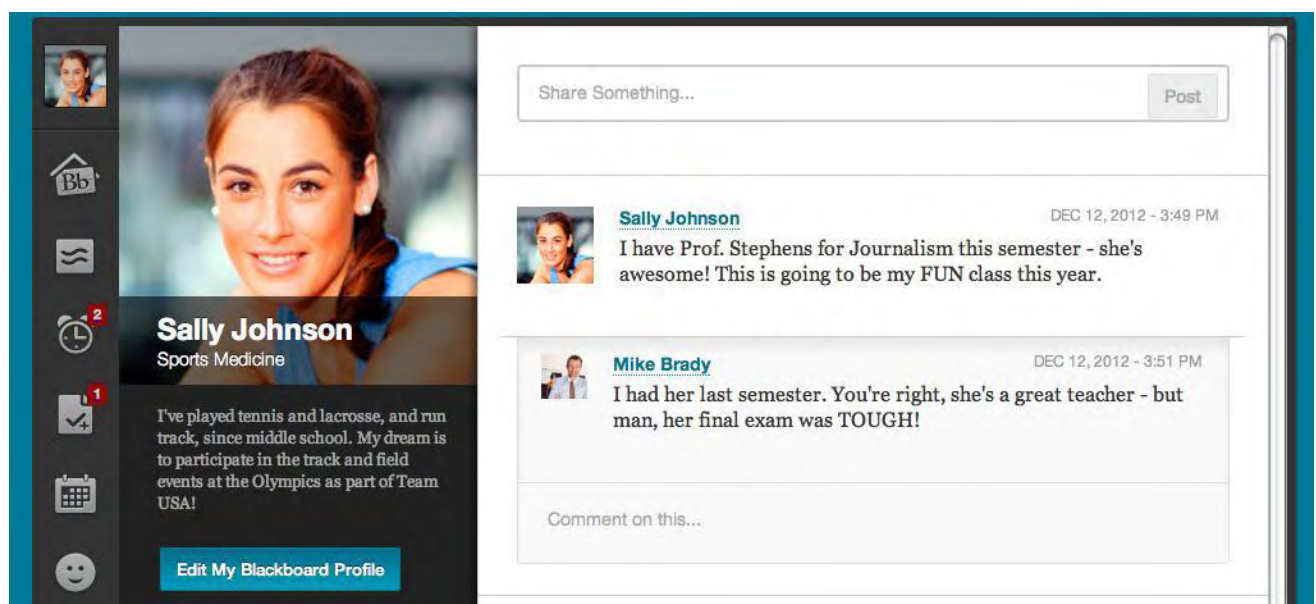 Bb
2
1
Sally Johnson
Sports Medicine
I've played tennis and lacrosse, and run
track, since middle school. My dream is
to participate in the track and field
events at the Olympics as part of Team
USA!
Edit My Blackboard Profile
Share Something...
Post
Sally Johnson
DEC 12, 2012 - 3:49 PM
I have Prof. Stephens for Journalism this semester - she's
awesome! This is going to be my FUN class this year.
Mike Brady
DEC 12, 2012 - 3:51 PM
I had her last semester. You're right, she's a great teacher - but
man, her final exam was TOUGH!
Comment on this...